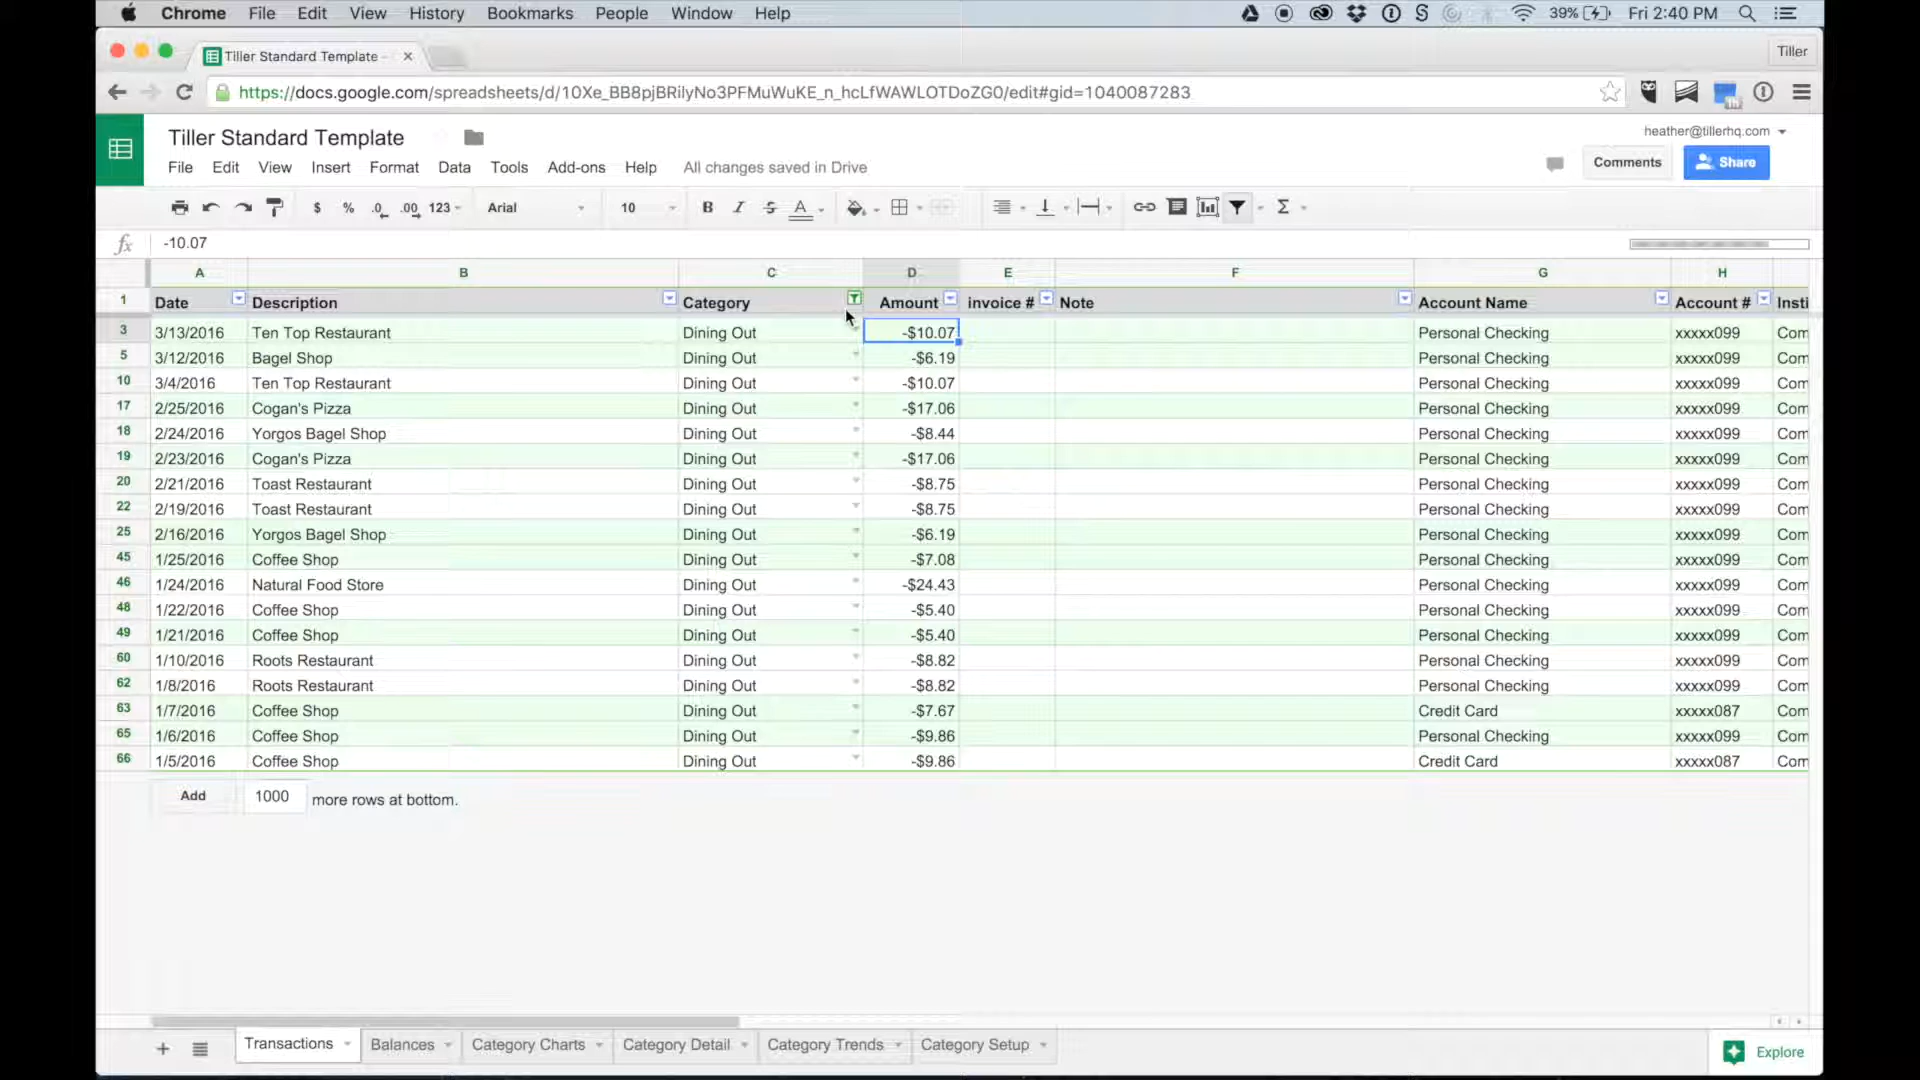 Chrome File Edit View History Bookmarks People Window Help 39% Fri 2:40 PM
Tiller Standard Template - Tiller
https://docs.google.com/spreadsheets/d/10Xe_BB8pjBRilyNo3PFMuWuKE_n_hcLfWAWLOTDoZG0/edit#gid=1040087283
Tiller Standard Template heather@tillerhq.com
File Edit View Insert Format Data Tools Add-ons Help All changes saved in Drive Comments Share
$ % .0 .00 123 Arial 10 B I S A Σ
fx -10.07
A B C D E F G H
1 Date Description Category Amount invoice # Note Account Name Account # Insti
3 3/13/2016 Ten Top Restaurant Dining Out -$10.07 Personal Checking xxxxx099 Com
5 3/12/2016 Bagel Shop Dining Out -$6.19 Personal Checking xxxxx099 Com
10 3/4/2016 Ten Top Restaurant Dining Out -$10.07 Personal Checking xxxxx099 Com
17 2/25/2016 Cogan's Pizza Dining Out -$17.06 Personal Checking xxxxx099 Com
18 2/24/2016 Yorgos Bagel Shop Dining Out -$8.44 Personal Checking xxxxx099 Com
19 2/23/2016 Cogan's Pizza Dining Out -$17.06 Personal Checking xxxxx099 Com
20 2/21/2016 Toast Restaurant Dining Out -$8.75 Personal Checking xxxxx099 Com
22 2/19/2016 Toast Restaurant Dining Out -$8.75 Personal Checking xxxxx099 Com
25 2/16/2016 Yorgos Bagel Shop Dining Out -$6.19 Personal Checking xxxxx099 Com
45 1/25/2016 Coffee Shop Dining Out -$7.08 Personal Checking xxxxx099 Com
46 1/24/2016 Natural Food Store Dining Out -$24.43 Personal Checking xxxxx099 Com
48 1/22/2016 Coffee Shop Dining Out -$5.40 Personal Checking xxxxx099 Com
49 1/21/2016 Coffee Shop Dining Out -$5.40 Personal Checking xxxxx099 Com
60 1/10/2016 Roots Restaurant Dining Out -$8.82 Personal Checking xxxxx099 Com
62 1/8/2016 Roots Restaurant Dining Out -$8.82 Personal Checking xxxxx099 Com
63 1/7/2016 Coffee Shop Dining Out -$7.67 Credit Card xxxxx087 Com
65 1/6/2016 Coffee Shop Dining Out -$9.86 Personal Checking xxxxx099 Com
66 1/5/2016 Coffee Shop Dining Out -$9.86 Credit Card xxxxx087 Com
Add 1000 more rows at bottom.
Transactions Balances Category Charts Category Detail Category Trends Category Setup Explore